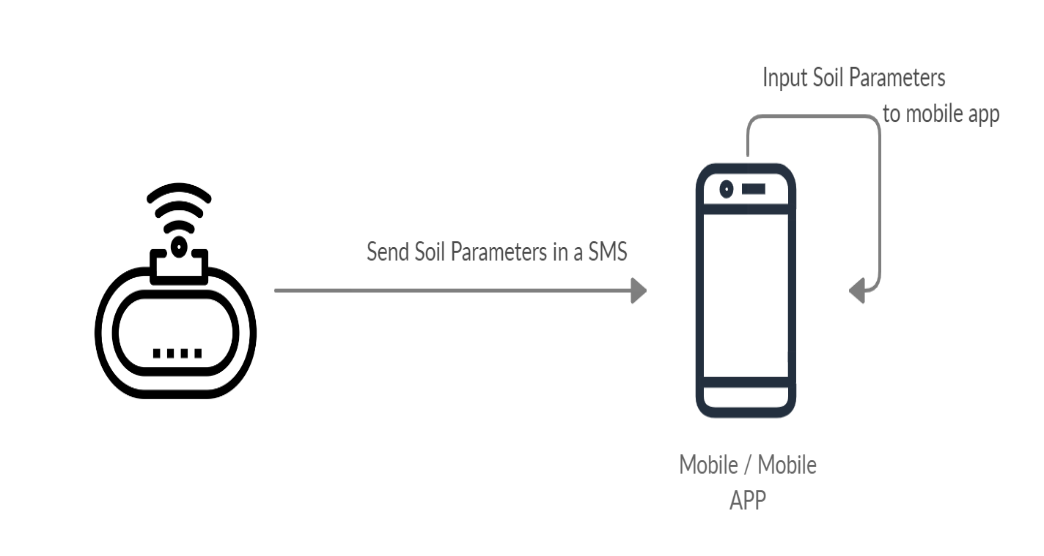 Input Soil Parameters
to mobile app
Send Soil Parameters in a SMS
Mobile / Mobile
APP